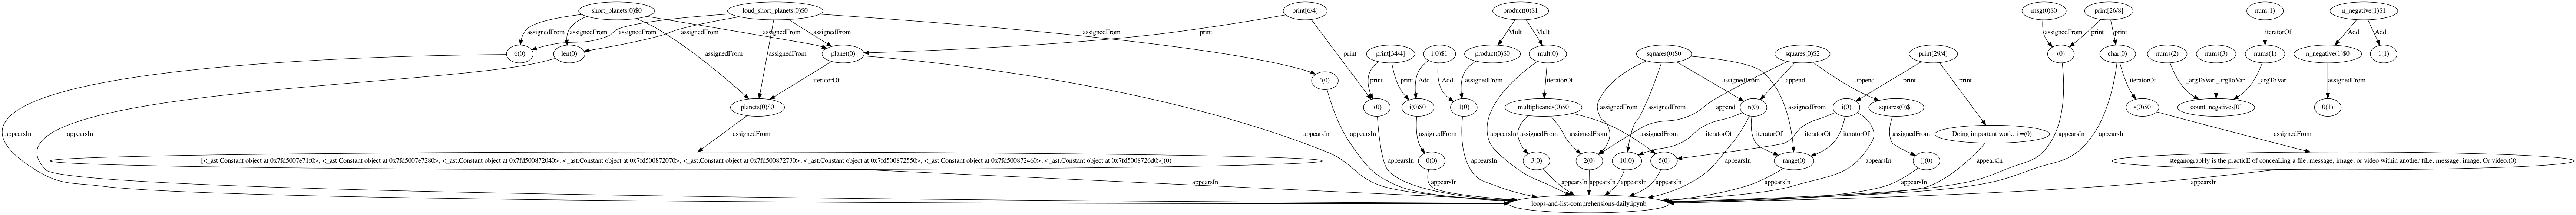 short_planets(0)$0
loud_short_planets(0)$0
print[6/4]
product(0)$1
msg(0)$0
print[26/8]
num(1)
n_negative(1)$1
assignedFrom
assignedFrom
assignedFrom
assignedFrom
assignedFrom
assignedFrom
print
Mult
Mult
assignedFrom
print
print
iteratorOf
Add
Add
6(0)
len(0)
planet(0)
print[34/4]
i(0)$1
product(0)$0
mult(0)
squares(0)$0
squares(0)$2
print[29/4]
(0)
char(0)
nums(2)
nums(3)
nums(1)
n_negative(1)$0
1(1)
assignedFrom
assignedFrom
print
iteratorOf
!(0)
print
print
Add
Add
assignedFrom
iteratorOf
assignedFrom
append
append
print
print
iteratorOf
_argToVar
_argToVar
_argToVar
assignedFrom
planets(0)$0
(0)
i(0)$0
1(0)
multiplicands(0)$0
assignedFrom
assignedFrom
append
assignedFrom
n(0)
i(0)
squares(0)$1
s(0)$0
count_negatives[0]
0(1)
appearsIn
appearsIn
assignedFrom
appearsIn
appearsIn
assignedFrom
appearsIn
assignedFrom
assignedFrom
assignedFrom
iteratorOf
iteratorOf
iteratorOf
iteratorOf
assignedFrom
Doing important work. i =(0)
appearsIn
appearsIn
assignedFrom
[<_ast.Constant object at 0x7fd5007e71f0>, <_ast.Constant object at 0x7fd5007e7280>, <_ast.Constant object at 0x7fd500872040>, <_ast.Constant object at 0x7fd500872070>, <_ast.Constant object at 0x7fd500872730>, <_ast.Constant object at 0x7fd500872550>, <_ast.Constant object at 0x7fd500872460>, <_ast.Constant object at 0x7fd5008726d0>](0)
appearsIn
0(0)
appearsIn
3(0)
2(0)
10(0)
5(0)
appearsIn
range(0)
appearsIn
[](0)
appearsIn
steganograpHy is the practicE of conceaLing a file, message, image, or video within another fiLe, message, image, Or video.(0)
appearsIn
appearsIn
appearsIn
appearsIn
appearsIn
appearsIn
appearsIn
appearsIn
appearsIn
loops-and-list-comprehensions-daily.ipynb